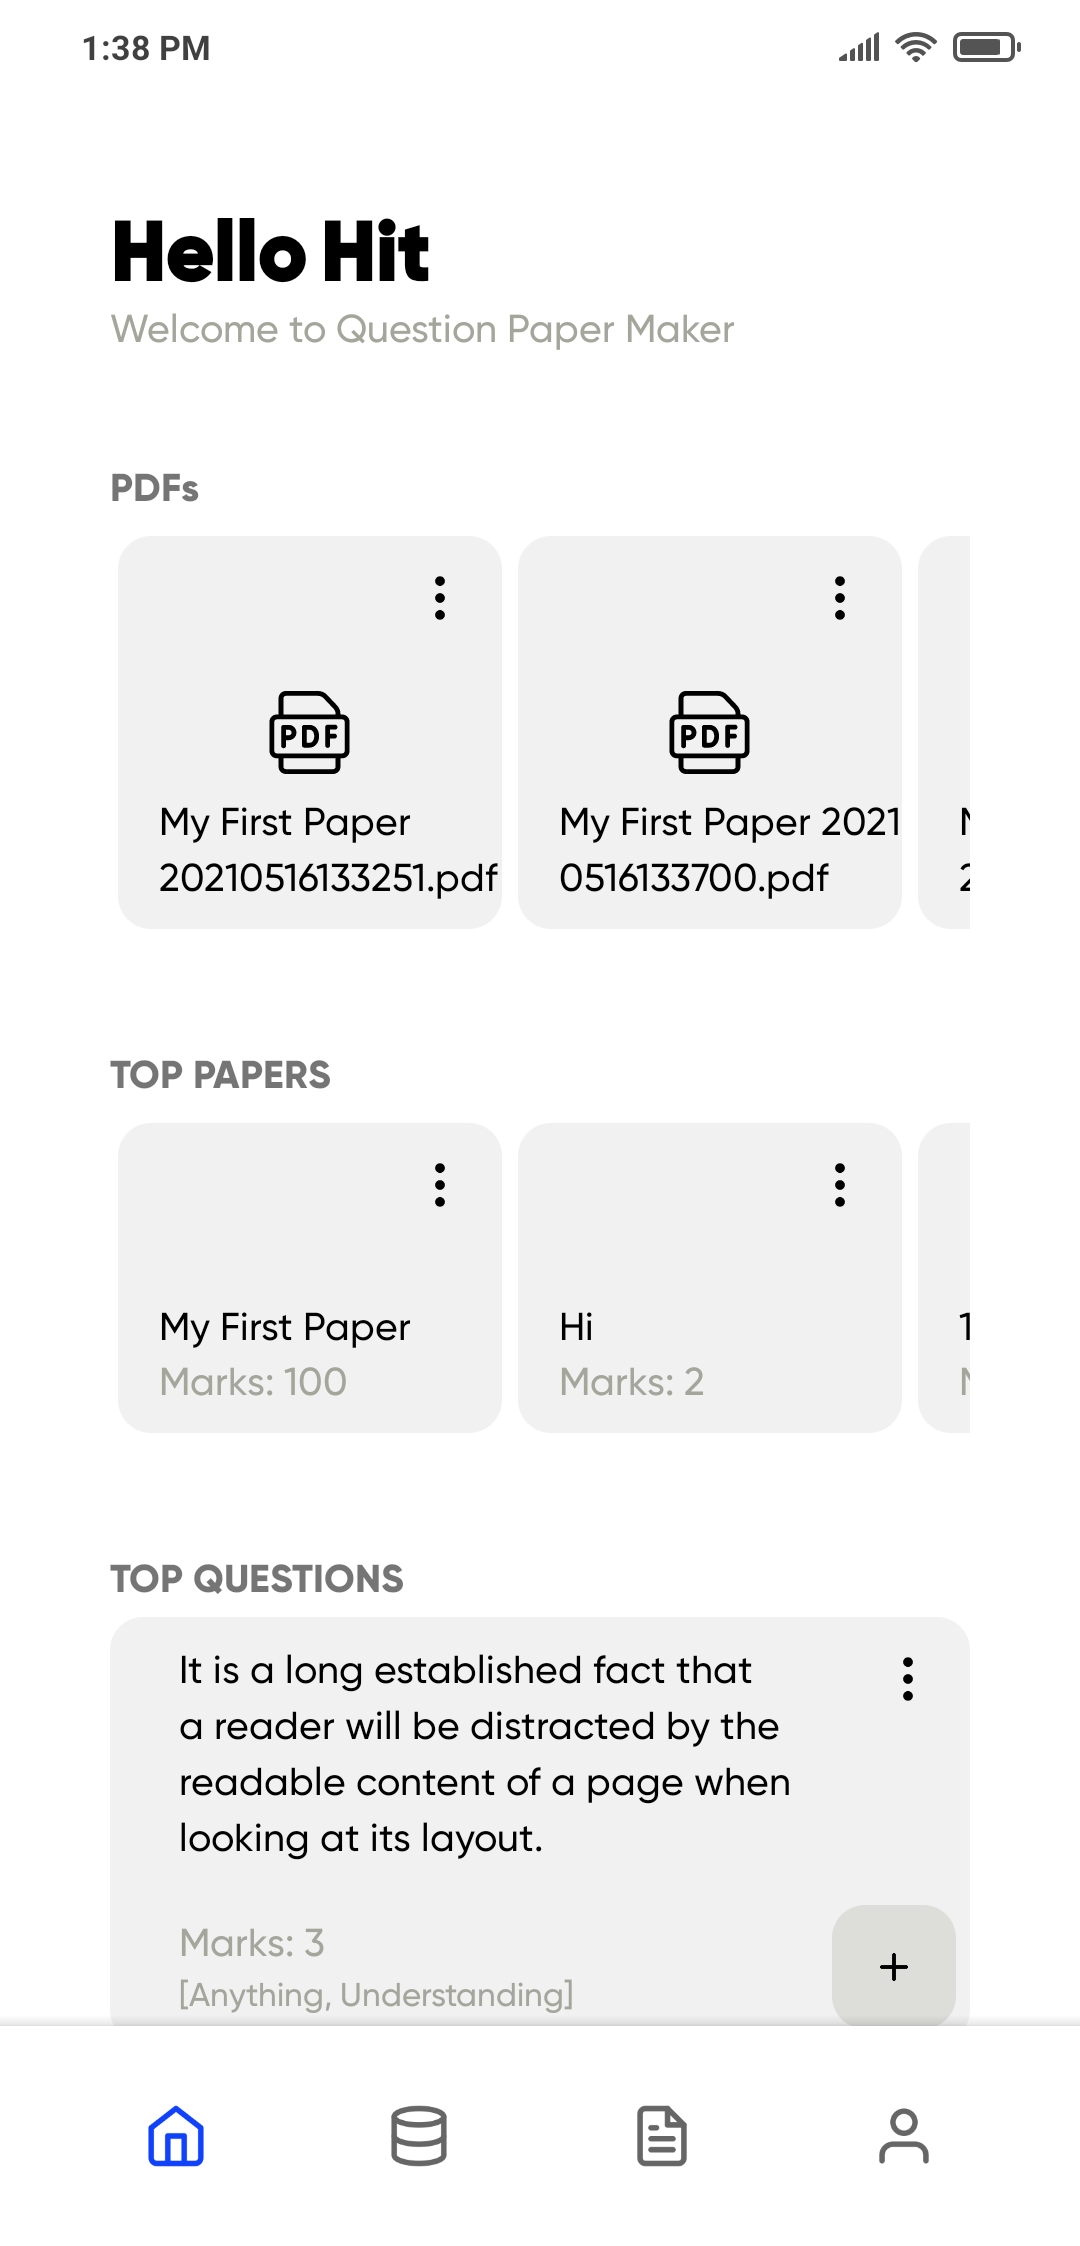 1:38 PM
Hello Hit
Welcome to Question Paper Maker
PDFs
PDF
My First Paper
20210516133251.pdf
PDF
My First Paper 2021
0516133700.pdf
TOP PAPERS
My First Paper
Marks: 100
Hi
Marks: 2
1
TOP QUESTIONS
It is a long established fact that
a reader will be distracted by the
readable content of a page when
looking at its layout.
Marks: 3
[Anything, Understanding]
+